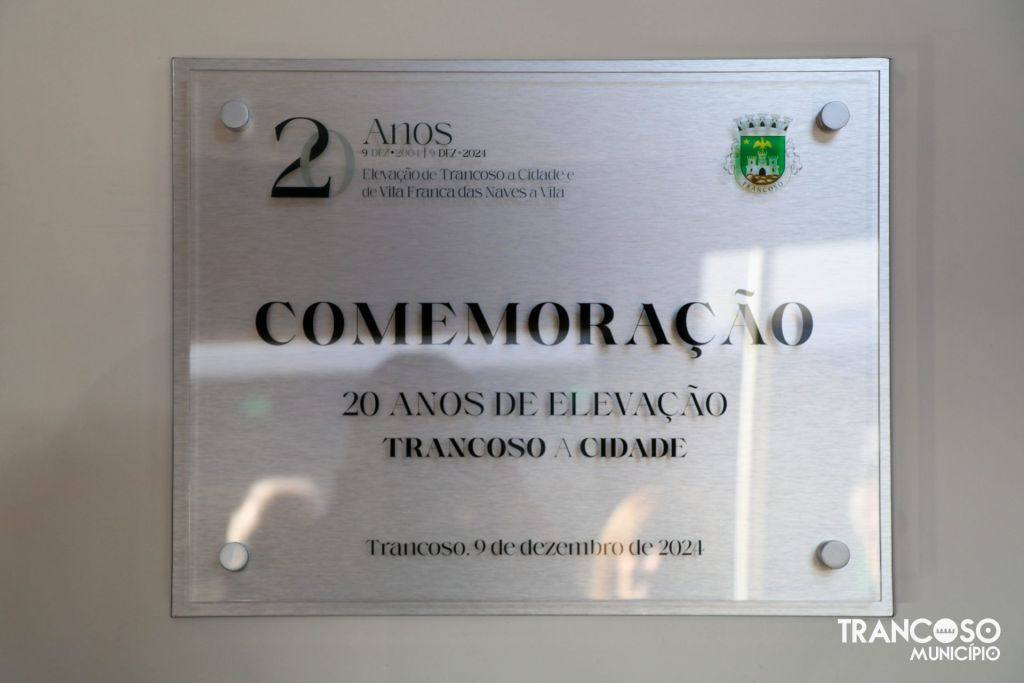 20 Anos
9 DEZ•2004 | 9 DEZ•2024
Elevação de Trancoso a Cidade e
de Vila Franca das Naves a Vila
TRANCOSO
COMEMORAÇÃO
20 ANOS DE ELEVAÇÃO
TRANCOSO A CIDADE
Trancoso, 9 de dezembro de 2024
TRANCOSO
MUNICÍPIO